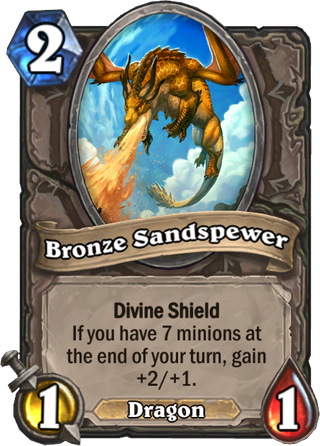 2
Bronze Sandspewer
Divine Shield
If you have 7 minions at
the end of your turn, gain
+2/+1.
1
Dragon
1